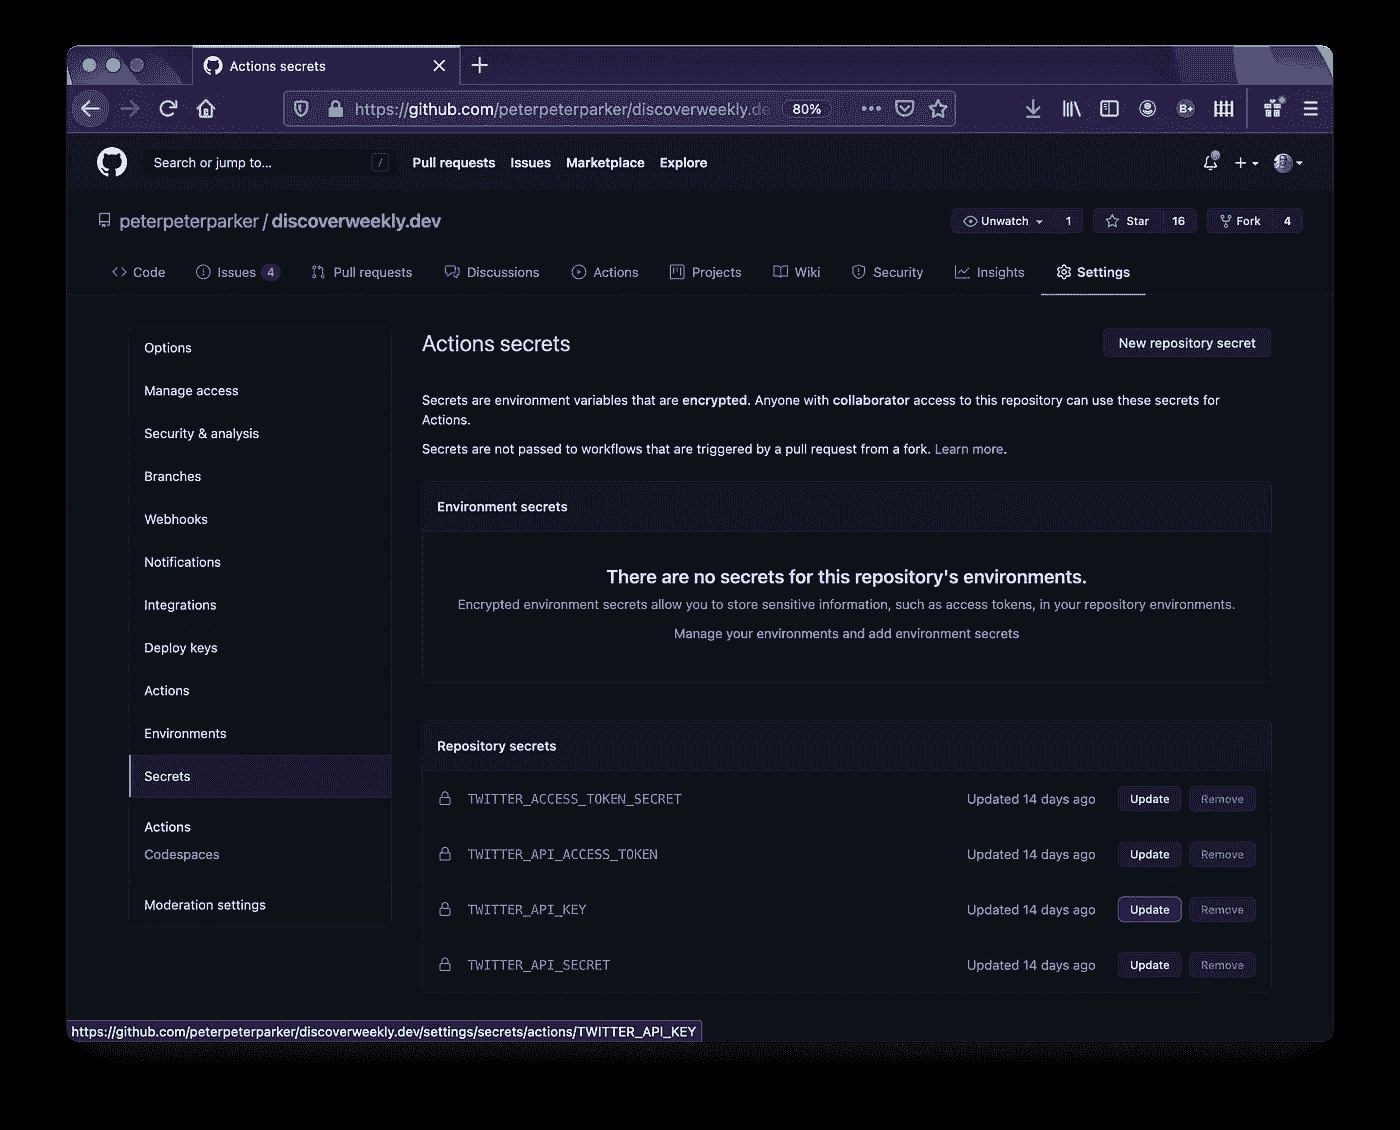 Actions secrets
https://github.com/peterpeterparker/discoverweekly.de
80%
B+
Search or jump to...
/
Pull requests
Issues
Marketplace
Explore
peterpeterparker / discoverweekly.dev
Unwatch
1
Star
16
Fork
4
Code
Issues 4
Pull requests
Discussions
Actions
Projects
Wiki
Security
Insights
Settings
Options
Manage access
Security & analysis
Branches
Webhooks
Notifications
Integrations
Deploy keys
Actions
Environments
Secrets
Actions
Codespaces
Moderation settings
Actions secrets
New repository secret
Secrets are environment variables that are encrypted. Anyone with collaborator access to this repository can use these secrets for
Actions.
Secrets are not passed to workflows that are triggered by a pull request from a fork. Learn more.
Environment secrets
There are no secrets for this repository's environments.
Encrypted environment secrets allow you to store sensitive information, such as access tokens, in your repository environments.
Manage your environments and add environment secrets
Repository secrets
TWITTER_ACCESS_TOKEN_SECRET Updated 14 days ago Update Remove
TWITTER_API_ACCESS_TOKEN Updated 14 days ago Update Remove
TWITTER_API_KEY Updated 14 days ago Update Remove
TWITTER_API_SECRET Updated 14 days ago Update Remove
https://github.com/peterpeterparker/discoverweekly.dev/settings/secrets/actions/TWITTER_API_KEY